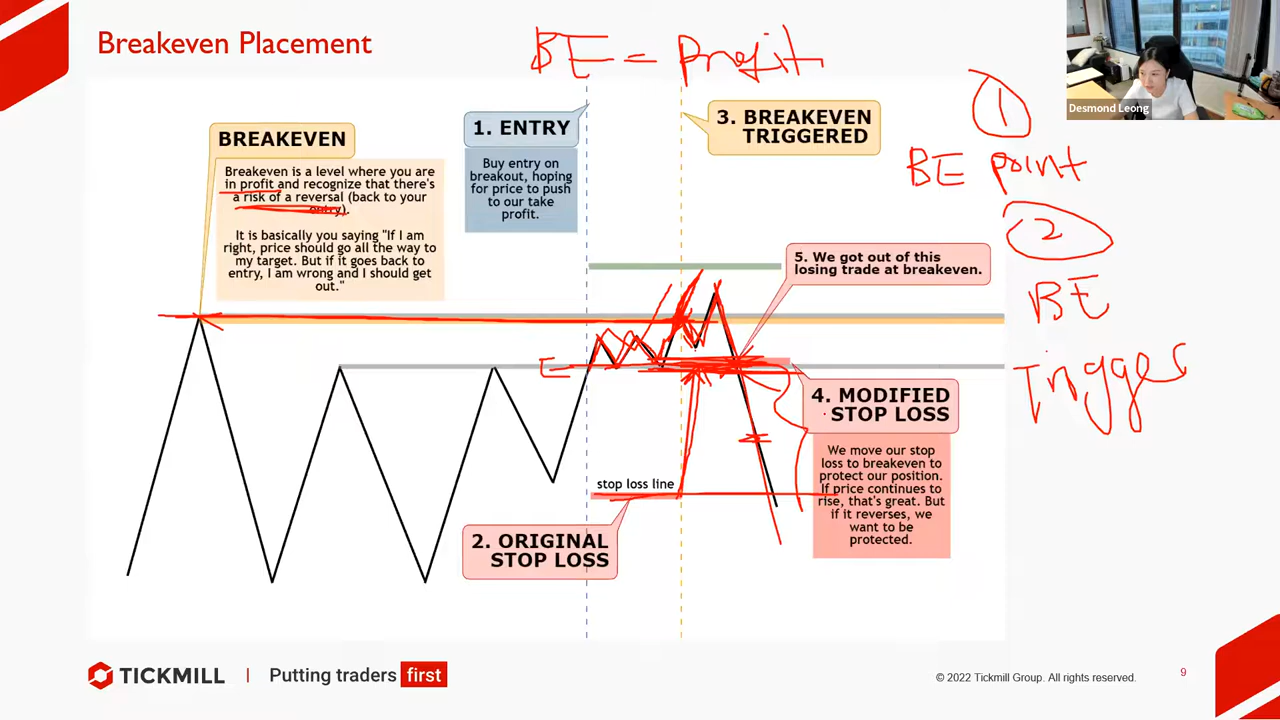 Breakeven Placement
BE = Profit
Desmond Leong
1
BE point
2
BE
Trigger
BREAKEVEN
Breakeven is a level where you are
in profit and recognize that there's
a risk of a reversal (back to your
entry).
It is basically you saying "If I am
right, price should go all the way to
my target. But if it goes back to
entry, I am wrong and I should get
out."
1. ENTRY
Buy entry on
breakout, hoping
for price to push
to our take
profit.
3. BREAKEVEN
TRIGGERED
5. We got out of this
losing trade at breakeven.
4. MODIFIED
STOP LOSS
We move our stop
loss to breakeven to
protect our position.
If price continues to
rise, that's great. But
if it reverses, we
want to be
protected.
stop loss line
2. ORIGINAL
STOP LOSS
TICKMILL
Putting traders first
© 2022 Tickmill Group. All rights reserved.
9